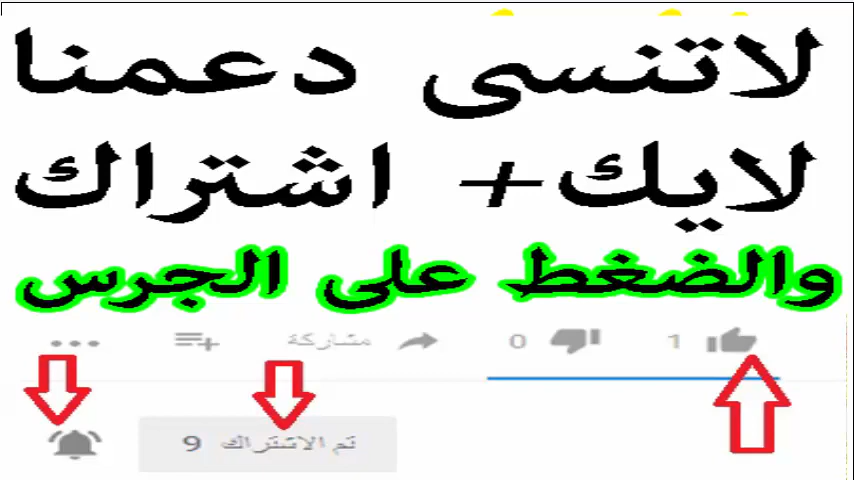 لاتنسى دعمنا
لايك+ اشتراك
والضغط على الجرس
1 0 مشاركة
تم الاشتراك 9